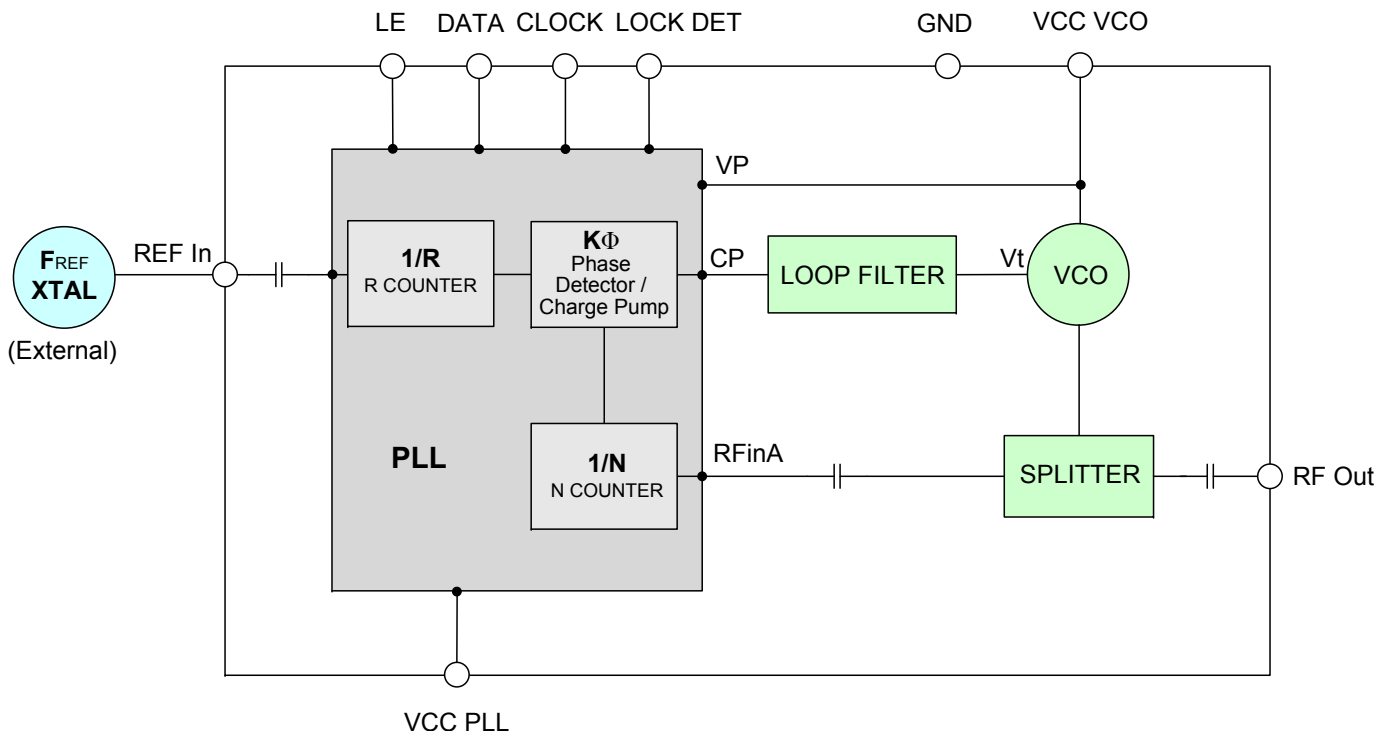 LE DATA CLOCK LOCK DET GND VCC VCO
VP
REF In
FREF
XTAL
(External)
1/R
R COUNTER
KΦ
Phase
Detector /
Charge Pump
CP
LOOP FILTER
Vt
VCO
PLL
1/N
N COUNTER
RFinA
SPLITTER
RF Out
VCC PLL